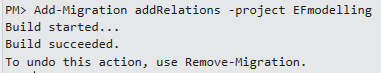 PM> Add-Migration addRelations -project EFmodelling
Build started...
Build succeeded.
To undo this action, use Remove-Migration.